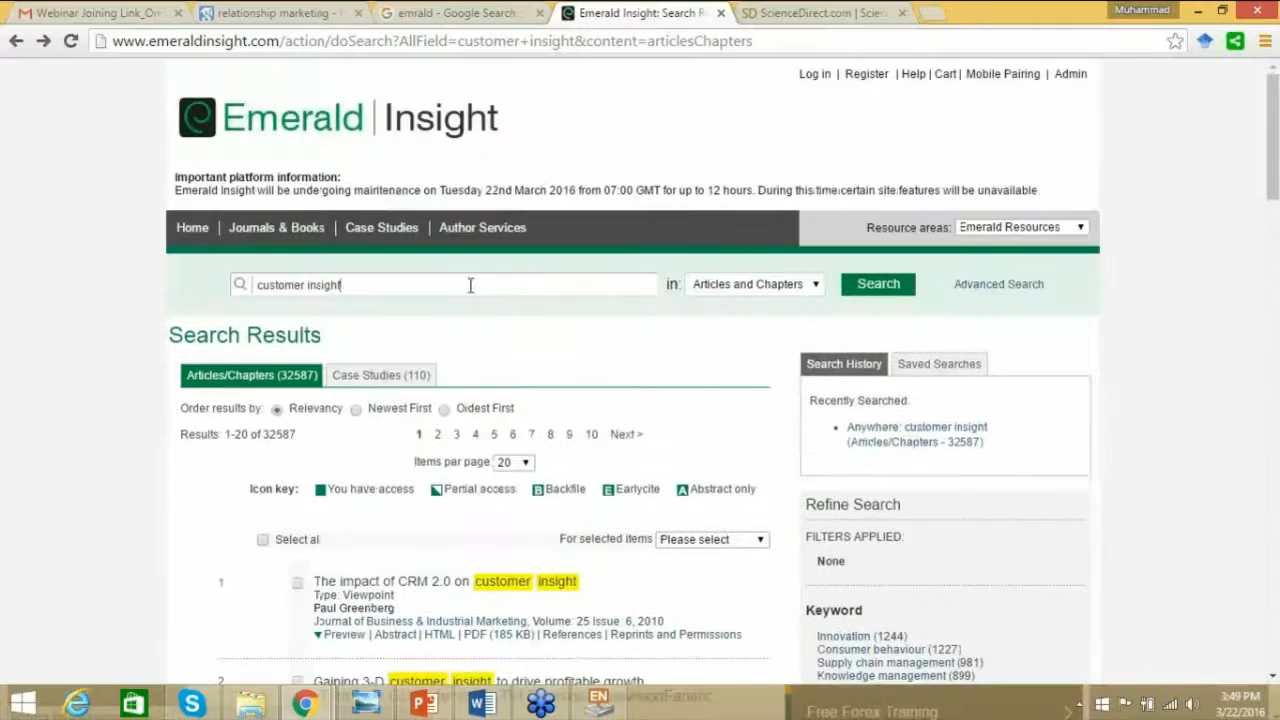 Webinar Joining Link_On
relationship marketing -
emrald - Google Search
Emerald Insight: Search R
SD ScienceDirect.com | Scien
Muhammad
www.emeraldinsight.com/action/doSearch?AllField=customer+insight&content=articlesChapters
Log in | Register | Help | Cart | Mobile Pairing | Admin
Emerald | Insight
Important platform information:
Emerald Insight will be undergoing maintenance on Tuesday 22nd March 2016 from 07:00 GMT for up to 12 hours. During this time certain site features will be unavailable.
Home | Journals & Books | Case Studies | Author Services
Resource areas: Emerald Resources
customer insight
in: Articles and Chapters
Search
Advanced Search
Search Results
Articles/Chapters (32587)
Case Studies (110)
Order results by: Relevancy Newest First Oldest First
Results: 1-20 of 32587
1 2 3 4 5 6 7 8 9 10 Next >
Items per page: 20
Icon key: You have access Partial access B Backfile E Earlycite A Abstract only
Select al
For selected items Please select
1
The impact of CRM 2.0 on customer insight
Type: Viewpoint
Paul Greenberg
Journal of Business & Industrial Marketing, Volume: 25 Issue: 6, 2010
Preview | Abstract | HTML | PDF (185 KB) | References | Reprints and Permissions
2
Gaining 3-D customer insight to drive profitable growth
Search History
Saved Searches
Recently Searched:
Anywhere: customer insight
(Articles/Chapters - 32587)
Refine Search
FILTERS APPLIED:
None
Keyword
Innovation (1244)
Consumer behaviour (1227)
Supply chain management (981)
Knowledge management (899)
EN
Free Forex Training
3:49 PM
3/22/2016